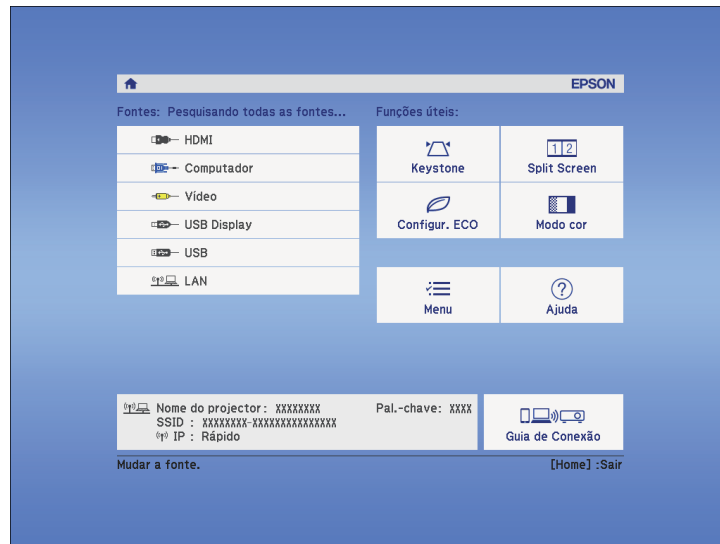 EPSON
Fontes: Pesquisando todas as fontes...
HDMI
Computador
Vídeo
USB Display
USB
LAN
Funções úteis:
Keystone
1 2
Split Screen
Configur. ECO
Modo cor
Menu
?
Ajuda
Nome do projector : XXXXXXXX
Pal.-chave: XXXX
SSID : XXXXXXXX-XXXXXXXXXXXXXXX
IP : Rápido
Guia de Conexão
Mudar a fonte.
[Home] :Sair